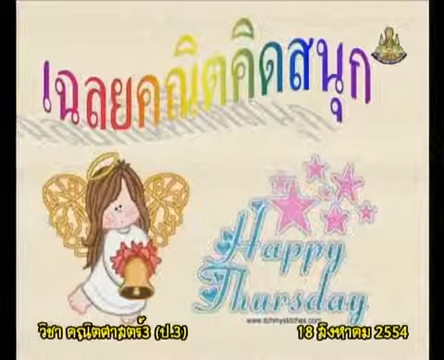 เฉลยคณิตคิดสนุก
Happy
Thursday
วิชา คณิตศาสตร์3 (ป.3)
18 สิงหาคม 2554